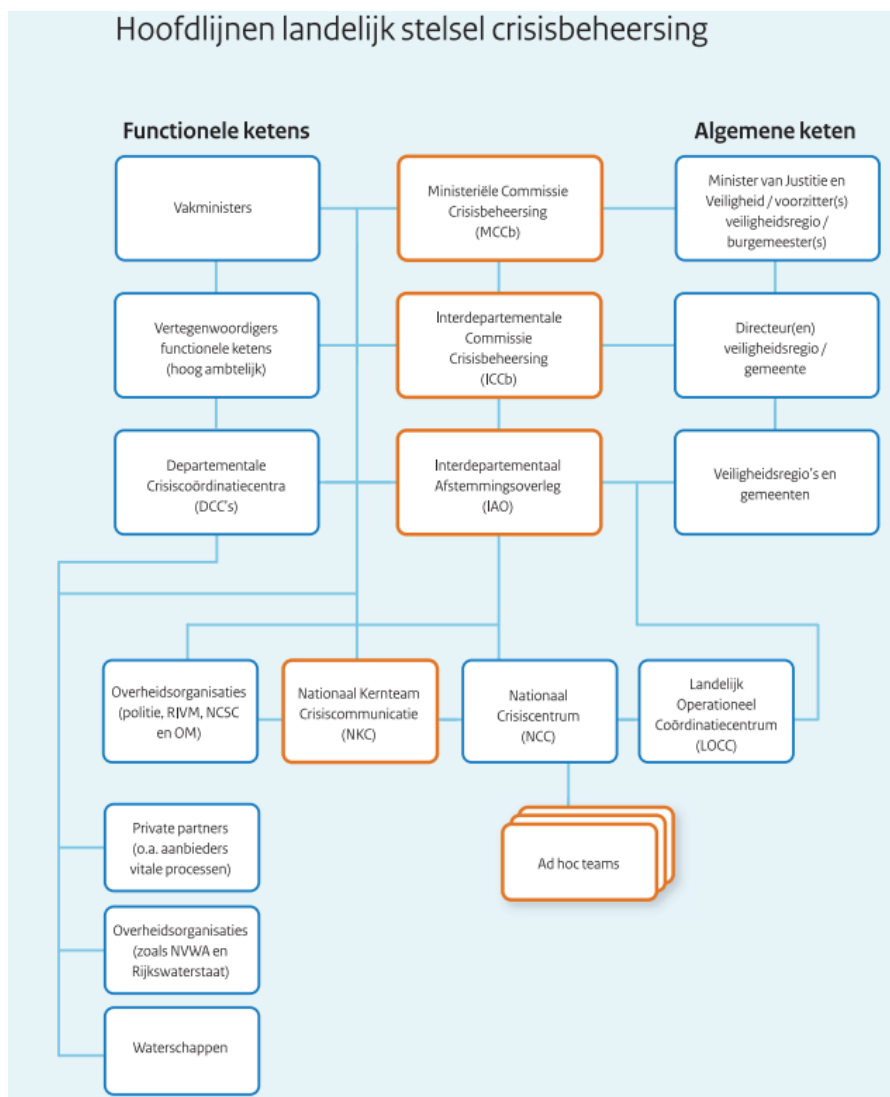 Hoofdlijnen landelijk stelsel crisisbeheersing
Functionele ketens
Algemene keten
Vakministers
Ministeriële Commissie
Crisisbeheersing
(MCCb)
Minister van Justitie en
Veiligheid / voorzitter(s)
veiligheidsregio /
burgemeester(s)
Vertegenwoordigers
functionele ketens
(hoog ambtelijk)
Interdepartementale
Commissie
Crisisbeheersing
(ICCb)
Directeur(en)
veiligheidsregio /
gemeente
Departementale
Crisiscoördinatiecentra
(DCC's)
Interdepartementaal
Afstemmingsoverleg
(IAO)
Veiligheidsregio's en
gemeenten
Overheidsorganisaties
(politie, RIVM, NCSC
en OM)
Nationaal Kernteam
Crisiscommunicatie
(NKC)
Nationaal
Crisiscentrum
(NCC)
Landelijk
Operationeel
Coördinatiecentrum
(LOCC)
Private partners
(o.a. aanbieders
vitale processen)
Ad hoc teams
Overheidsorganisaties
(zoals NVWA en
Rijkswaterstaat)
Waterschappen